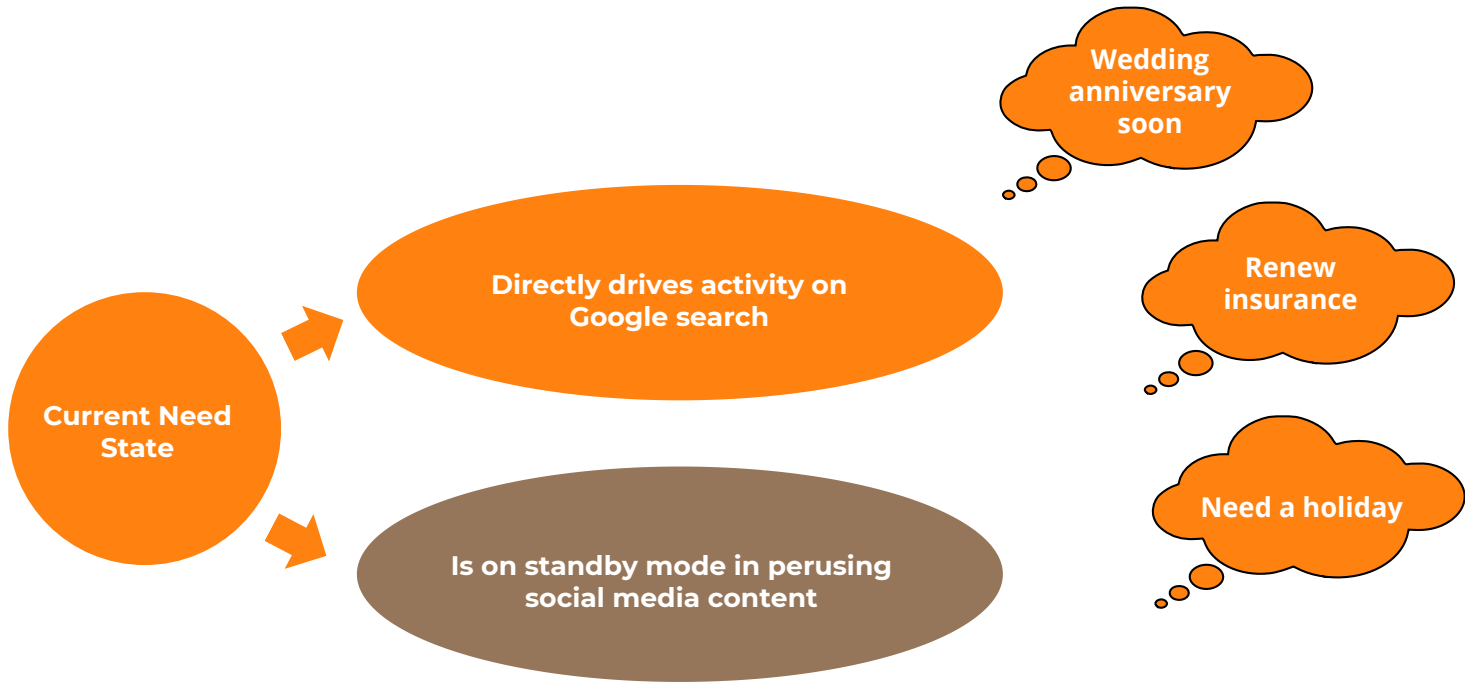 Wedding
anniversary
soon
Directly drives activity on
Google search
Renew
insurance
Current Need
State
Need a holiday
Is on standby mode in perusing
social media content